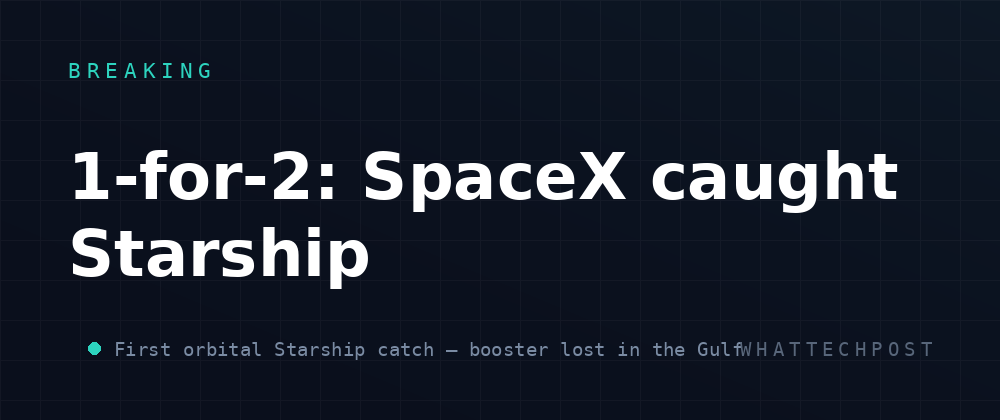 BREAKING
1-for-2: SpaceX caught
Starship
First orbital Starship catch — booster lost in the Gulf
WHATTECHPOST